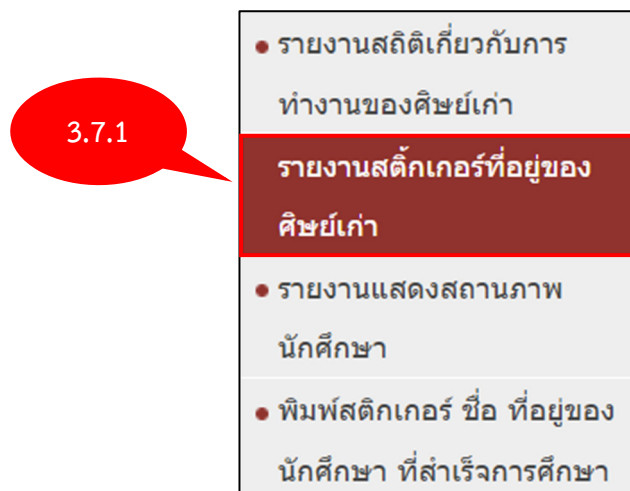 รายงานสถิติเกี่ยวกับการ
ทำงานของศิษย์เก่า
3.7.1
รายงานสติ้กเกอร์ที่อยู่ของ
ศิษย์เก่า
รายงานแสดงสถานภาพ
นักศึกษา
พิมพ์สติกเกอร์ ชื่อ ที่อยู่ของ
นักศึกษา ที่สำเร็จการศึกษา